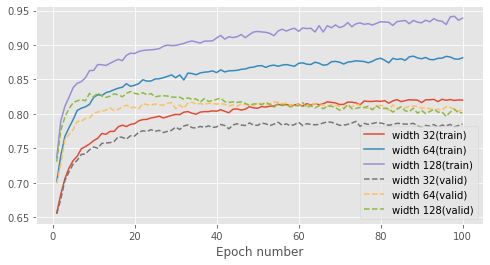 0.95
0.90
0.85
0.80
0.75
0.70
0.65
width 32(train)
width 64(train)
width 128(train)
width 32(valid)
width 64(valid)
width 128(valid)
0 20 40 60 80 100
Epoch number